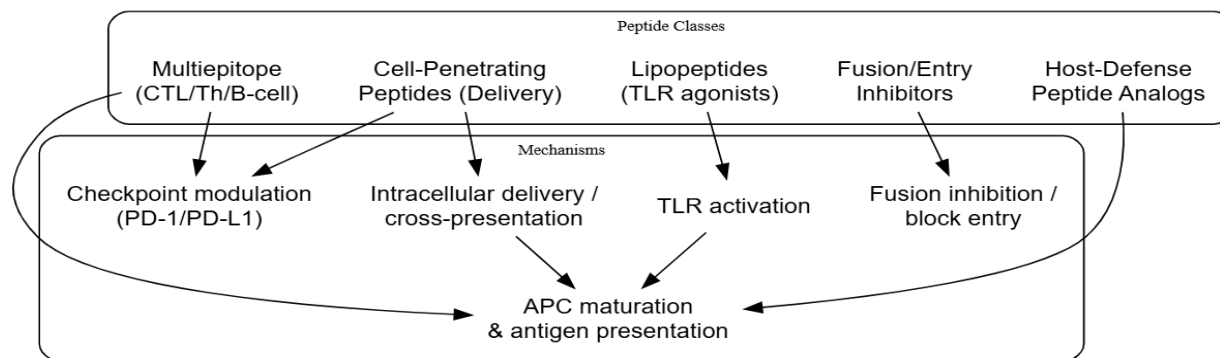 Peptide Classes
Multiepitope
(CTL/Th/B-cell)
Cell-Penetrating
Peptides (Delivery)
Lipopeptides
(TLR agonists)
Fusion/Entry
Inhibitors
Host-Defense
Peptide Analogs
Mechanisms
Checkpoint modulation
(PD-1/PD-L1)
Intracellular delivery /
cross-presentation
TLR activation
Fusion inhibition /
block entry
APC maturation
& antigen presentation